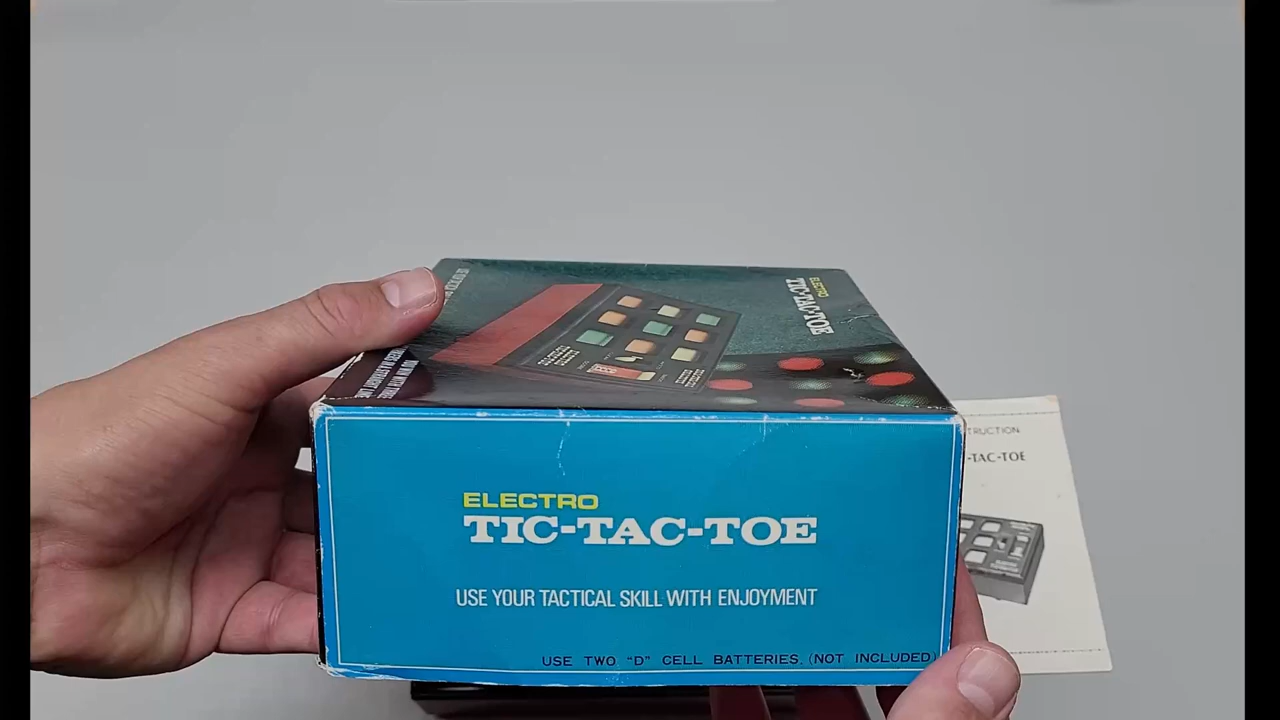 ELECTRO
TIC-TAC-TOE
ELECTRO
TIC-TAC-TOE
USE YOUR TACTICAL SKILL WITH ENJOYMENT
USE TWO "D" CELL BATTERIES. (NOT INCLUDED)
TRUCTION
-TAC-TOE